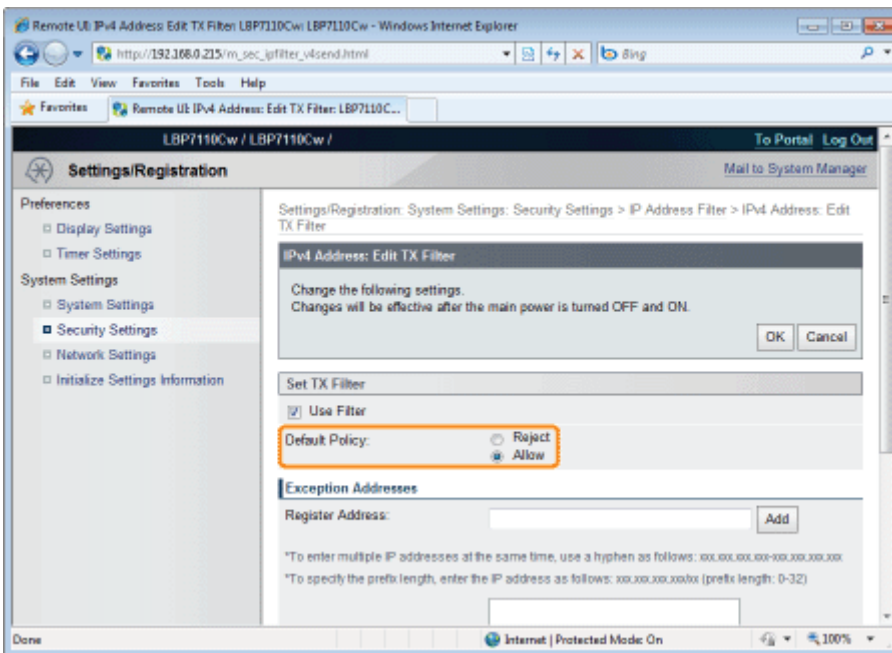 Remote UI: IPv4 Address: Edit TX Filter: LBP7110Cw: LBP7110Cw - Windows Internet Explorer
http://192.168.0.215/m_sec_ipfilter_v4send.html
Bing
File Edit View Favorites Tools Help
Favorites
Remote UI: IPv4 Address: Edit TX Filter: LBP7110C...
LBP7110Cw / LBP7110Cw /
To Portal Log Out
Settings/Registration
Mail to System Manager
Preferences
Display Settings
Timer Settings
System Settings
System Settings
Security Settings
Network Settings
Initialize Settings Information
Settings/Registration: System Settings: Security Settings > IP Address Filter > IPv4 Address: Edit
TX Filter
IPv4 Address: Edit TX Filter
Change the following settings.
Changes will be effective after the main power is turned OFF and ON.
OK Cancel
Set TX Filter
Use Filter
Default Policy:
Reject
Allow
Exception Addresses
Register Address:
Add
*To enter multiple IP addresses at the same time, use a hyphen as follows: xxx.xxx.xxx.xxx-xxx.xxx.xxx.xxx
*To specify the prefix length, enter the IP address as follows: xxx.xxx.xxx.xxx/xx (prefix length: 0-32)
Done
Internet | Protected Mode: On
100%